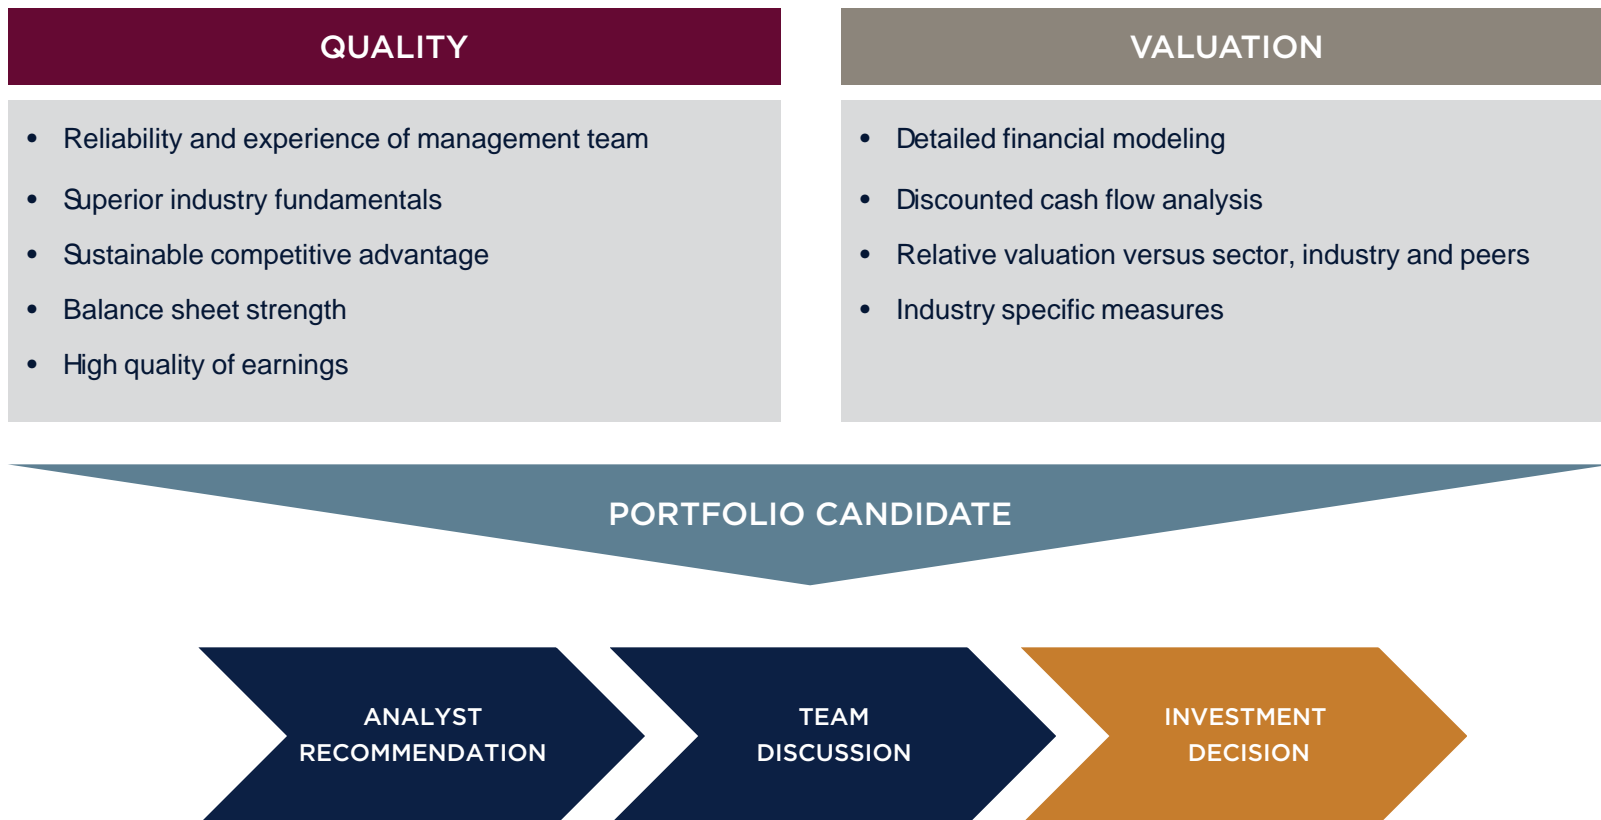 QUALITY
• Reliability and experience of management team
• Superior industry fundamentals
• Sustainable competitive advantage
• Balance sheet strength
• High quality of earnings
VALUATION
• Detailed financial modeling
• Discounted cash flow analysis
• Relative valuation versus sector, industry and peers
• Industry specific measures
PORTFOLIO CANDIDATE
ANALYST
RECOMMENDATION
TEAM
DISCUSSION
INVESTMENT
DECISION